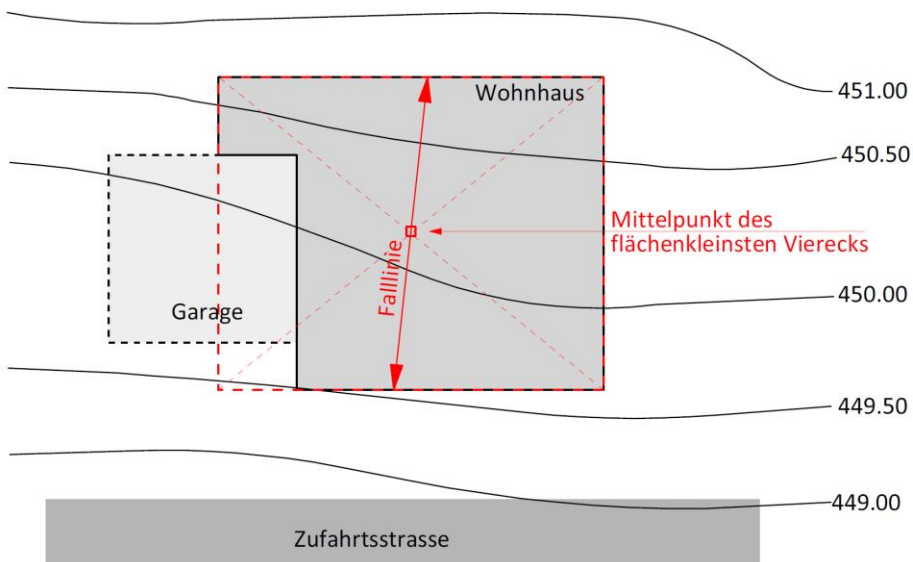 Wohnhaus
451.00
450.50
Mittelpunkt des
flächenkleinsten Vierecks
Falllinie
450.00
Garage
449.50
449.00
Zufahrtsstrasse